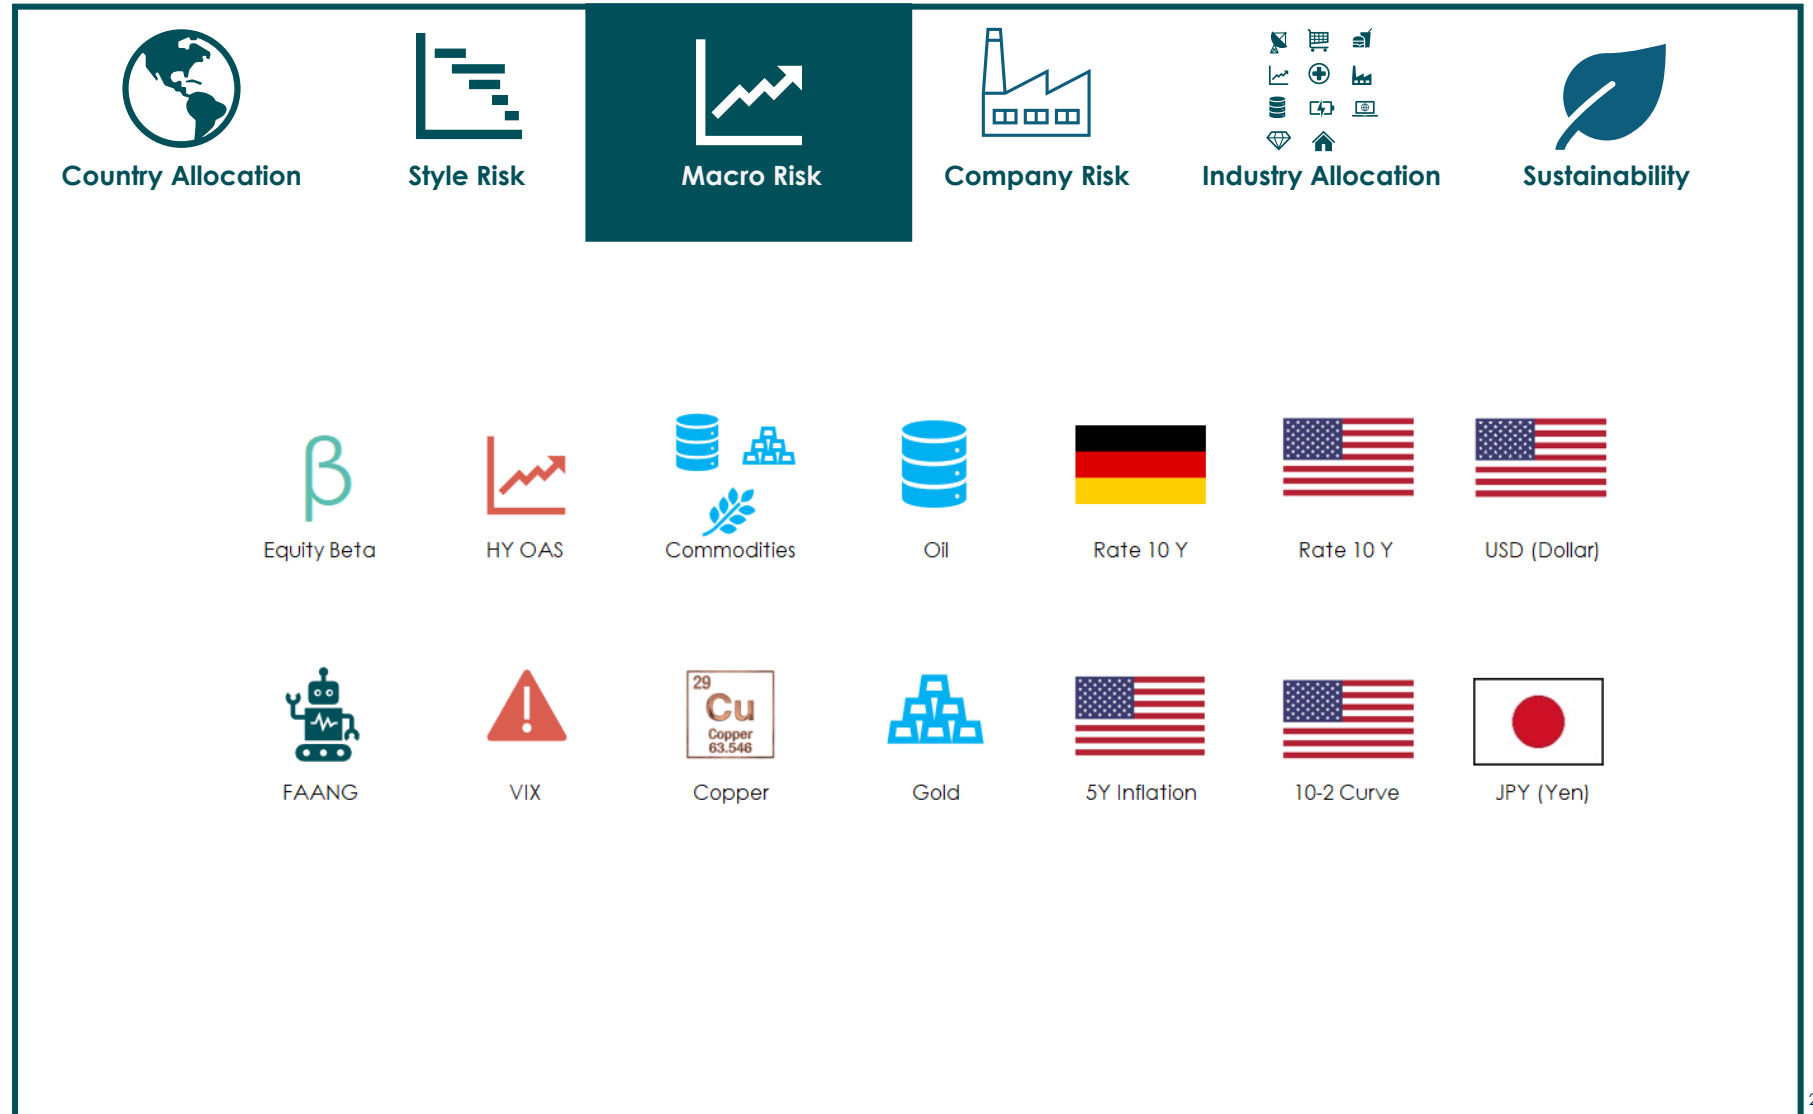 Country Allocation
Style Risk
Macro Risk
Company Risk
Industry Allocation
Sustainability
β
Equity Beta
HY OAS
Commodities
Oil
Rate 10 Y
Rate 10 Y
USD (Dollar)
FAANG
VIX
29
Cu
Copper
63.546
Copper
Gold
5Y Inflation
10-2 Curve
JPY (Yen)